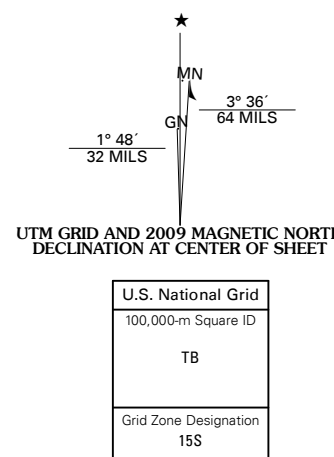 ★
MN
GN
3° 36´
64 MILS
1° 48´
32 MILS
UTM GRID AND 2009 MAGNETIC NORTH
DECLINATION AT CENTER OF SHEET
U.S. National Grid
100,000-m Square ID
TB
Grid Zone Designation
15S